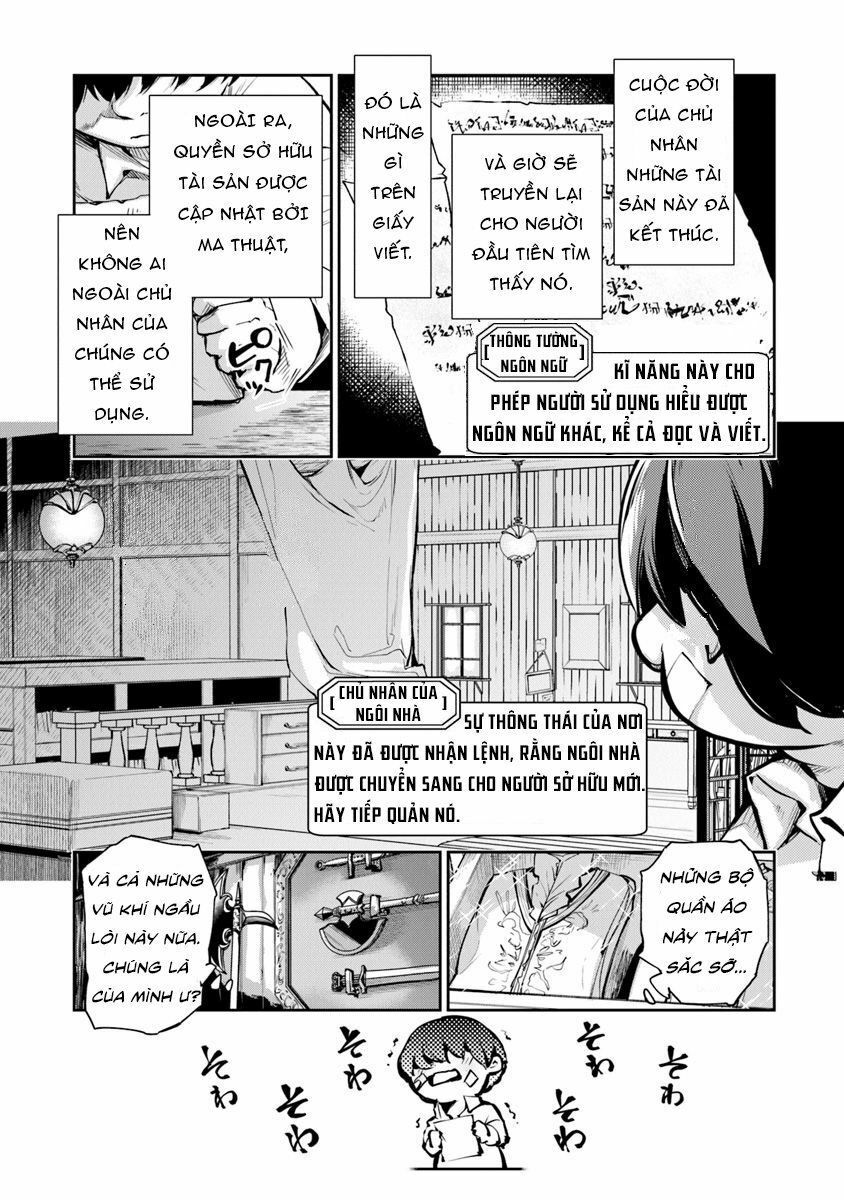 CUỘC ĐỜI
CỦA CHỦ
NHÂN
NHỮNG TÀI
SẢN NÀY ĐÃ
KẾT THÚC.
VÀ GIỜ SẼ
TRUYỀN LẠI
CHO NGƯỜI
ĐẦU TIÊN TÌM
THẤY NÓ.
ĐÓ LÀ
NHỮNG
GÌ
TRÊN
GIẤY
VIẾT.
[THÔNG TƯỜNG
NGÔN NGỮ]
KĨ NĂNG NÀY CHO
PHÉP NGƯỜI SỬ DỤNG HIỂU ĐƯỢC
NGÔN NGỮ KHÁC, KỂ CẢ ĐỌC VÀ VIẾT.
NGOÀI RA,
QUYỀN SỞ HỮU
TÀI SẢN ĐƯỢC
CẬP NHẬT BỞI
MA THUẬT,
NÊN
KHÔNG AI
NGOÀI CHỦ
NHÂN CỦA
CHÚNG CÓ
THỂ SỬ
DỤNG.
ピクッ
[CHỦ NHÂN CỦA
NGÔI NHÀ]
SỰ THÔNG THÁI CỦA NƠI
NÀY ĐÃ ĐƯỢC NHẬN LỆNH, RẰNG NGÔI NHÀ
ĐƯỢC CHUYỂN SANG CHO NGƯỜI SỞ HỮU MỚI.
HÃY TIẾP QUẢN NÓ.
NHỮNG BỘ
QUẦN ÁO
NÀY THẬT
SẶC SỠ...
VÀ CẢ NHỮNG
VŨ KHÍ NGẦU
LÒI NÀY NỮA.
CHÚNG LÀ
CỦA MÌNH Ư?
そわ
そわ
そわ
そわ
そわ
そわ